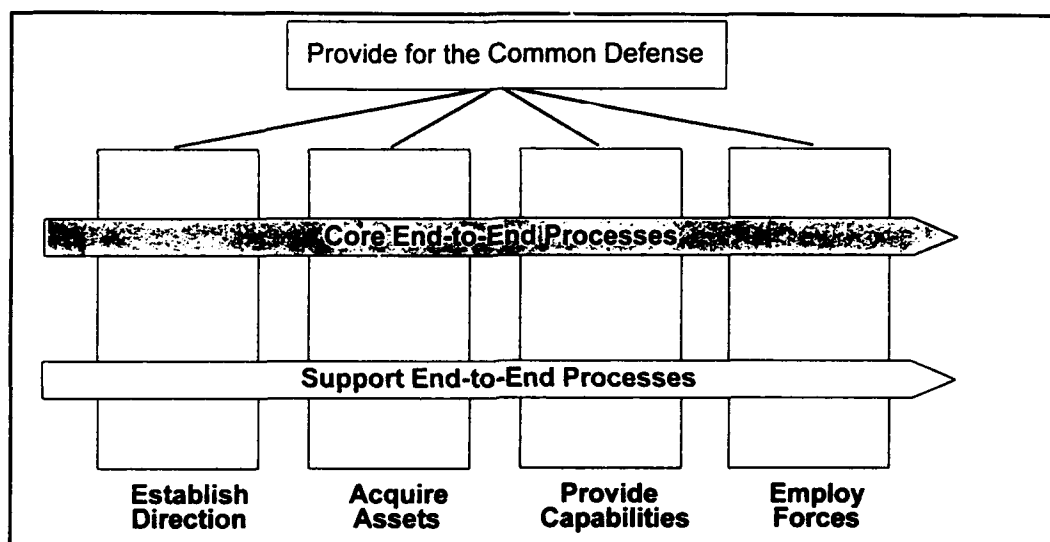 Provide for the Common Defense
Core End-to-End Processes
Support End-to-End Processes
Establish
Direction
Acquire
Assets
Provide
Capabilities
Employ
Forces